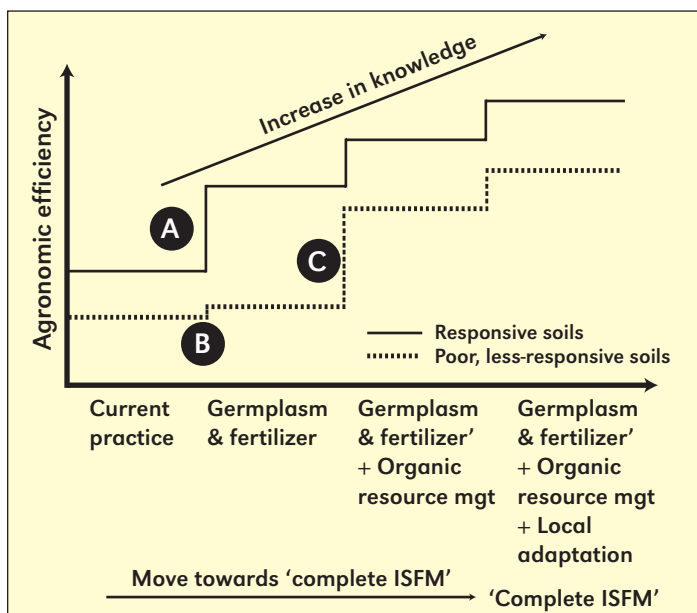 Increase in knowledge
Agronomic efficiency
A
C
B
Responsive soils
Poor, less-responsive soils
Current
practice
Germplasm
& fertilizer
Germplasm
& fertilizer’
+ Organic
resource mgt
Germplasm
& fertilizer’
+ Organic
resource mgt
+ Local
adaptation
Move towards ‘complete ISFM’
‘Complete ISFM’